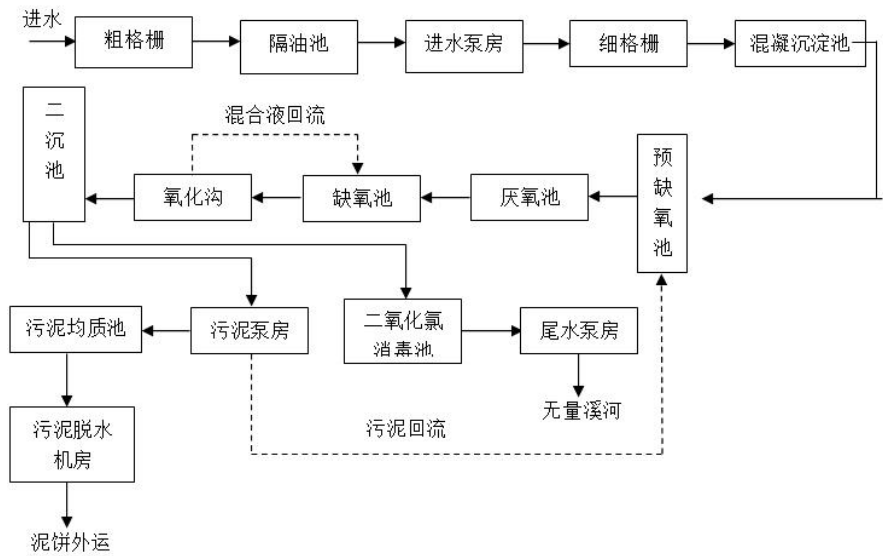 进水
粗格栅
隔油池
进水泵房
细格栅
混凝沉淀池
二
沉
池
混合液回流
氧化沟
缺氧池
厌氧池
预
缺
氧
池
污泥均质池
污泥泵房
二氧化氯
消毒池
尾水泵房
无量溪河
污泥回流
污泥脱水
机房
泥饼外运